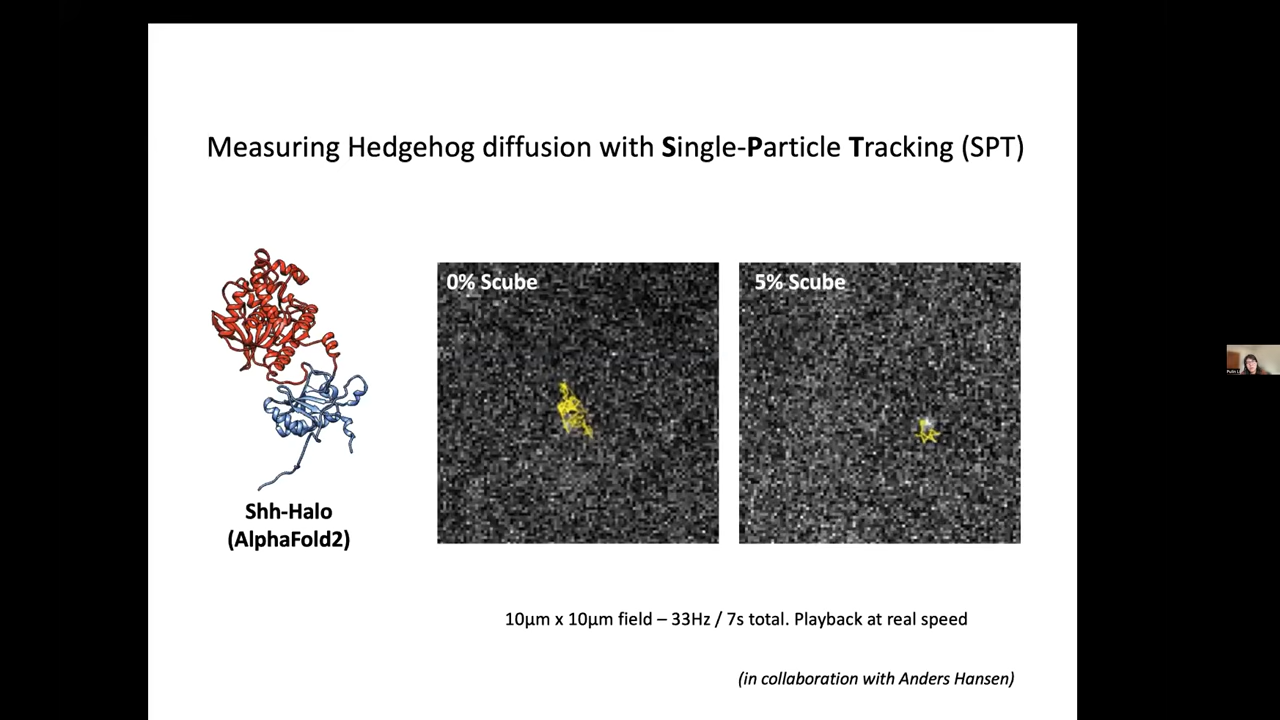 Measuring Hedgehog diffusion with Single-Particle Tracking (SPT)
0% Scube
5% Scube
Shh-Halo
(AlphaFold2)
10µm x 10µm field – 33Hz / 7s total. Playback at real speed
(in collaboration with Anders Hansen)